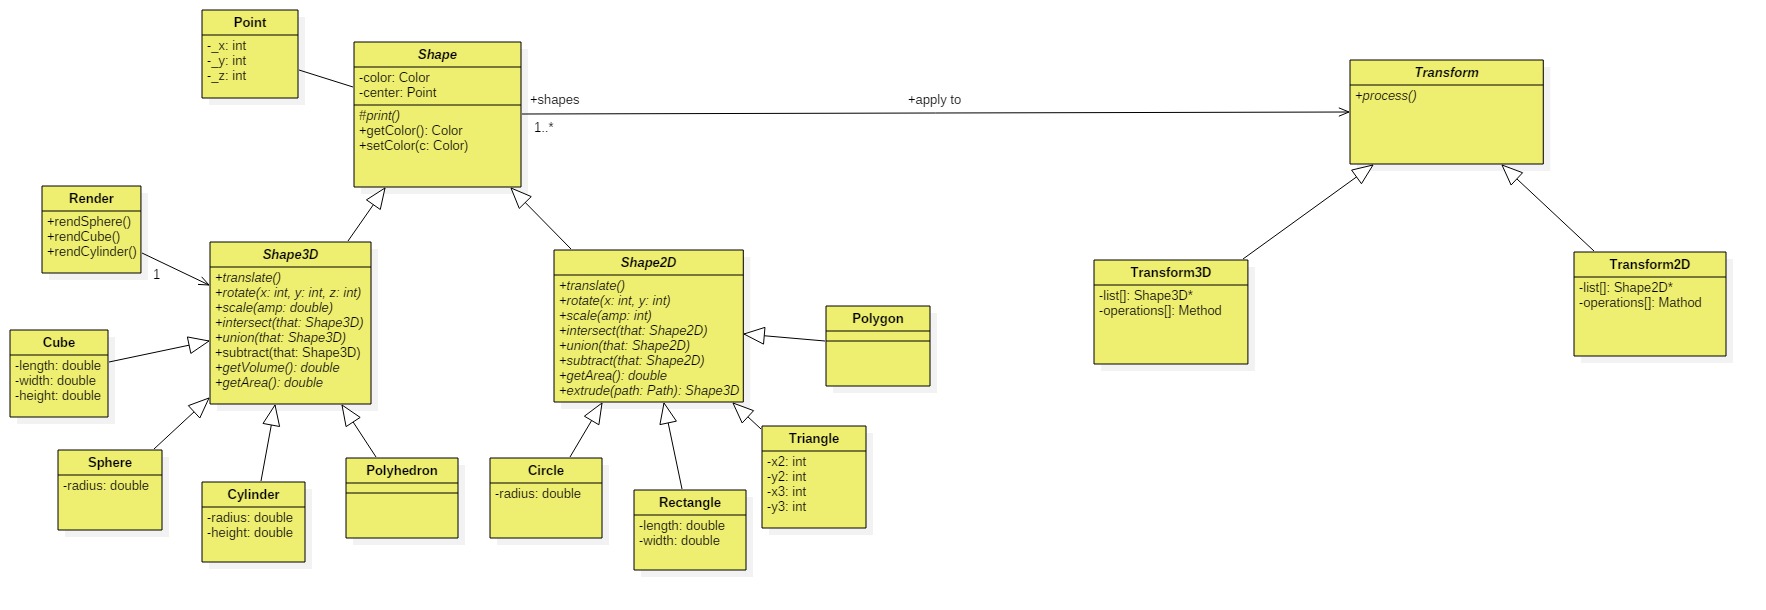 Point
-_x: int
-_y: int
-_z: int
Shape
-color: Color
-center: Point
#print()
+getColor(): Color
+setColor(c: Color)
+shapes
1..*
+apply to
Transform
+process()
Render
+rendSphere()
+rendCube()
+rendCylinder()
1
Shape3D
+translate()
+rotate(x: int, y: int, z: int)
+scale(amp: double)
+intersect(that: Shape3D)
+union(that: Shape3D)
+subtract(that: Shape3D)
+getVolume(): double
+getArea(): double
Shape2D
+translate()
+rotate(x: int, y: int)
+scale(amp: int)
+intersect(that: Shape2D)
+union(that: Shape2D)
+subtract(that: Shape2D)
+getArea(): double
+extrude(path: Path): Shape3D
Transform3D
-list[]: Shape3D*
-operations[]: Method
Transform2D
-list[]: Shape2D*
-operations[]: Mathod
Polygon
Cube
-length: double
-width: double
-height: double
Sphere
-radius: double
Cylinder
-radius: double
-height: double
Polyhedron
Circle
-radius: double
Rectangle
-length: double
-width: double
Triangle
-x2: int
-y2: int
-x3: int
-y3: int